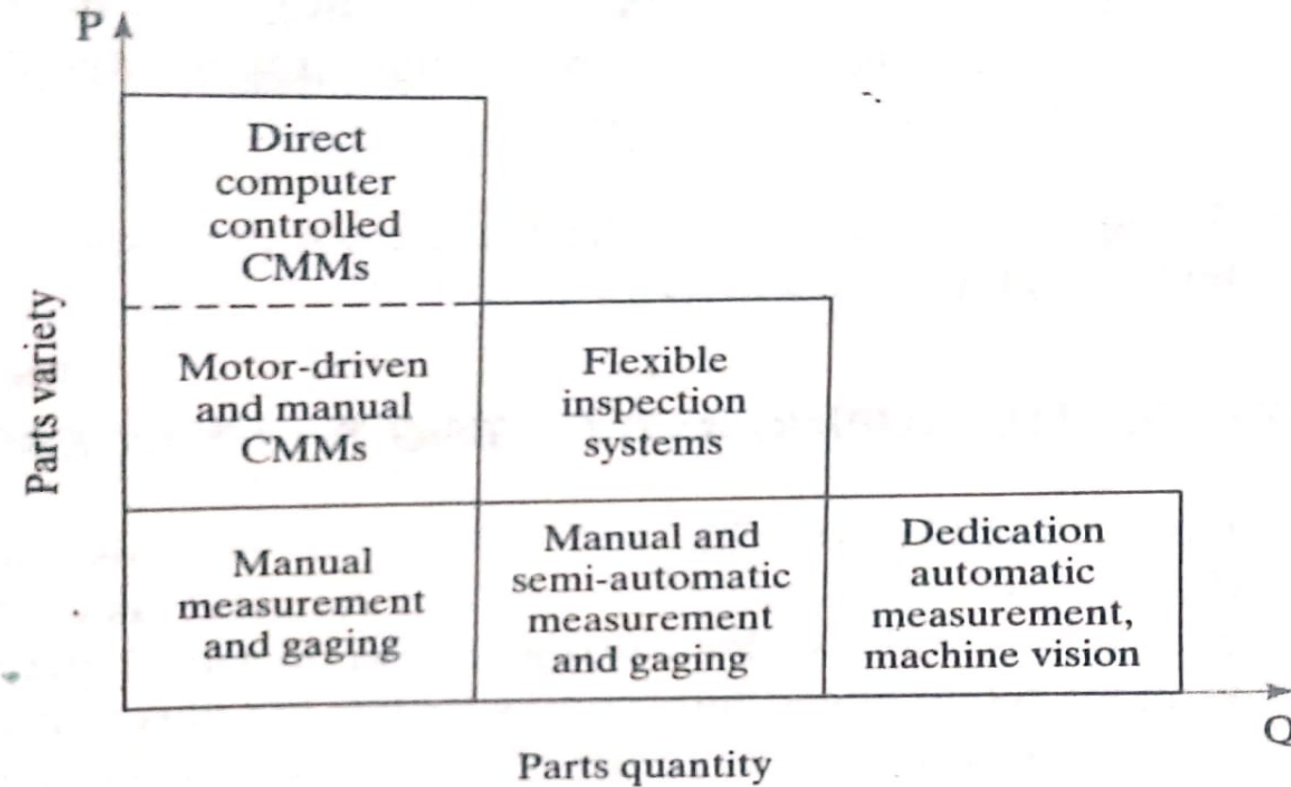 P
Direct
computer
controlled
CMMs
Motor-driven
and manual
CMMs
Flexible
inspection
systems
Manual
measurement
and gaging
Manual and
semi-automatic
measurement
and gaging
Dedication
automatic
measurement,
machine vision
Parts variety
Q
Parts quantity